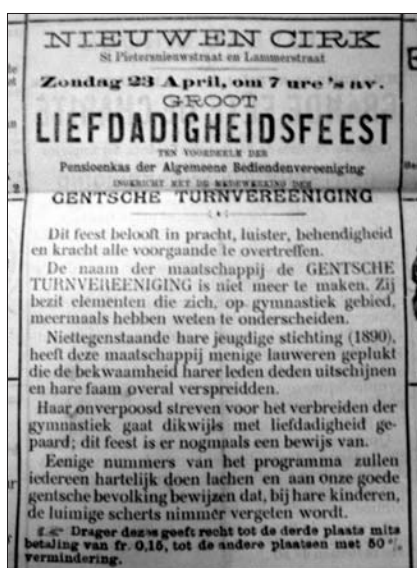 NIEUWEN CIRK
St Pietersnieuwstraat en Lammerstraat
Zondag 23 April, om 7 ure 's nv.
GROOT
LIEFDADIGHEIDSFEEST
TEN VOORDEELE DER
Pensioenkas der Algemeene Bediendenvereeniging
INGERICHT MET DE MEDEWERKING DER
GENTSCHE TURNVEREENIGING
Dit feest belooft in pracht, luister, behendigheid
en kracht alle voorgaande te overtreffen.
De naam der maatschappij de GENTSCHE
TURNVEREENIGING is niet meer te maken. Zij
bezit elementen die zich, op gymnastiek gebied,
meermaals hebben weten te onderscheiden.
Niettegenstaande hare jeugdige stichting (1890),
heeft deze maatschappij menige lauweren geplukt
die de bekwaamheid harer leden deden uitschijnen
en hare faam overal verspreidden.
Haar onverpoosd streven voor het verbreiden der
gymnastiek gaat dikwijls met liefdadigheid ge-
paard; dit feest is er nogmaals een bewijs van.
Eenige nummers van het programma zullen
iedereen hartelijk doen lachen en aan onze goede
gentsche bevolking bewijzen dat, bij hare kinderen,
de luimige scherts nimmer vergeten wordt.
Drager dezes geeft recht tot de derde plaats mits
betaling van fr. 0,15, tot de andere plaatsen met 50 %
vermindering.